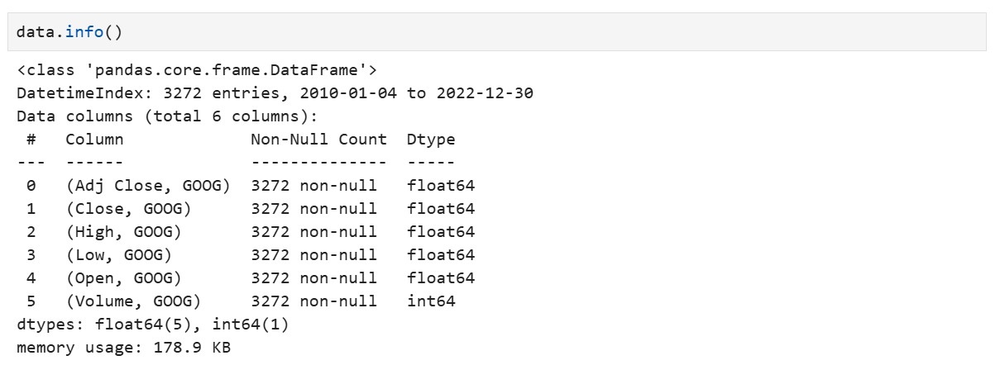 data.info()
<class 'pandas.core.frame.DataFrame'>
DatetimeIndex: 3272 entries, 2010-01-04 to 2022-12-30
Data columns (total 6 columns):
 #   Column             Non-Null Count  Dtype
---  ------             --------------  -----
 0   (Adj Close, GOOG)  3272 non-null   float64
 1   (Close, GOOG)      3272 non-null   float64
 2   (High, GOOG)       3272 non-null   float64
 3   (Low, GOOG)        3272 non-null   float64
 4   (Open, GOOG)       3272 non-null   float64
 5   (Volume, GOOG)     3272 non-null   int64
dtypes: float64(5), int64(1)
memory usage: 178.9 KB